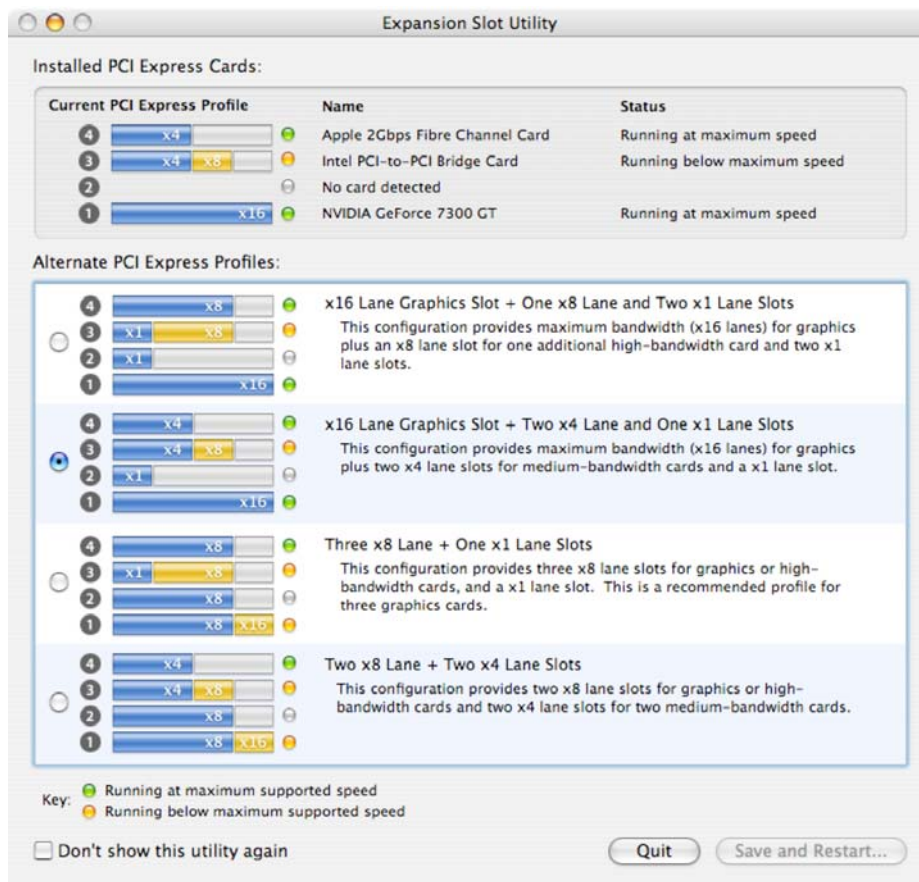 Expansion Slot Utility
Installed PCI Express Cards:
Current PCI Express Profile Name Status
4 x4 Apple 2Gbps Fibre Channel Card Running at maximum speed
3 x4 x8 Intel PCI-to-PCI Bridge Card Running below maximum speed
2 No card detected
1 x16 NVIDIA GeForce 7300 GT Running at maximum speed
Alternate PCI Express Profiles:
4 x8
3 x1 x8
2 x1
1 x16
x16 Lane Graphics Slot + One x8 Lane and Two x1 Lane Slots
This configuration provides maximum bandwidth (x16 lanes) for graphics
plus an x8 lane slot for one additional high-bandwidth card and two x1
lane slots.
4 x4
3 x4 x8
2 x1
1 x16
x16 Lane Graphics Slot + Two x4 Lane and One x1 Lane Slots
This configuration provides maximum bandwidth (x16 lanes) for graphics
plus two x4 lane slots for medium-bandwidth cards and a x1 lane slot.
4 x8
3 x1 x8
2 x8
1 x8 x16
Three x8 Lane + One x1 Lane Slots
This configuration provides three x8 lane slots for graphics or high-
bandwidth cards, and a x1 lane slot. This is a recommended profile for
three graphics cards.
4 x4
3 x4 x8
2 x8
1 x8 x16
Two x8 Lane + Two x4 Lane Slots
This configuration provides two x8 lane slots for graphics or high-
bandwidth cards and two x4 lane slots for two medium-bandwidth cards.
Key: Running at maximum supported speed
Running below maximum supported speed
Don't show this utility again
Quit
Save and Restart...